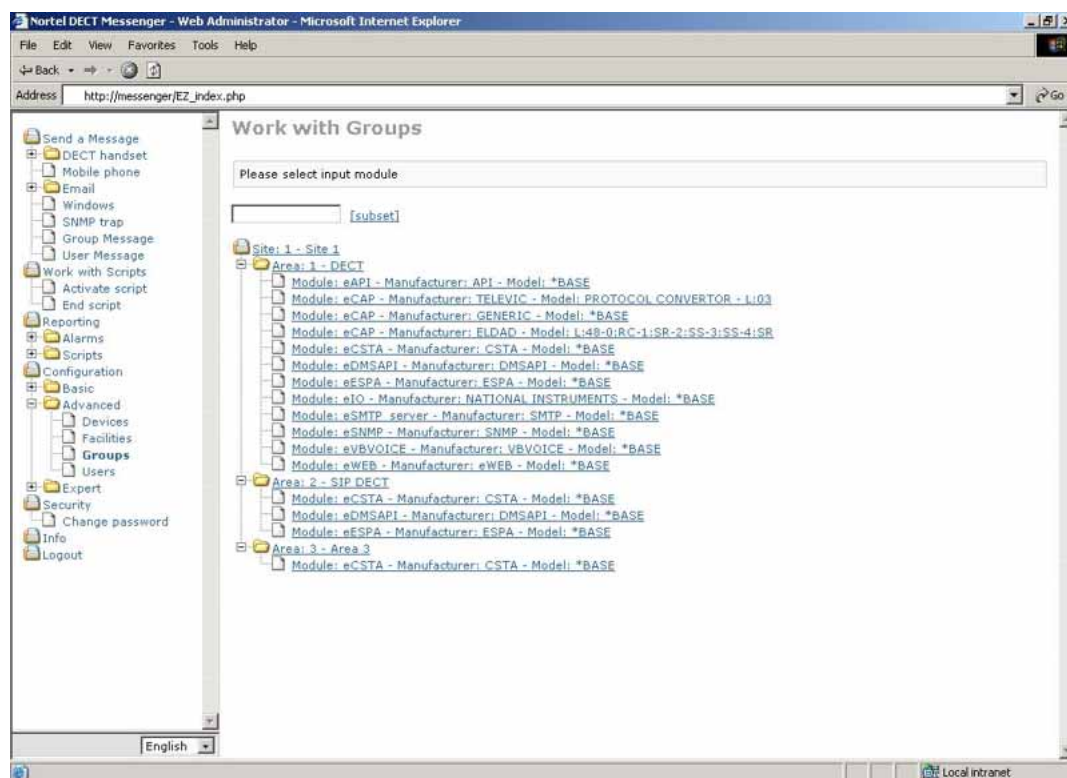 Nortel DECT Messenger - Web Administrator - Microsoft Internet Explorer
File Edit View Favorites Tools Help
Back
Address http://messenger/EZ_index.php Go
Send a Message
DECT handset
Mobile phone
Email
Windows
SNMP trap
Group Message
User Message
Work with Scripts
Activate script
End script
Reporting
Alarms
Scripts
Configuration
Basic
Advanced
Devices
Facilities
Groups
Users
Expert
Security
Change password
Info
Logout
English
Work with Groups
Please select input module
[subset]
Site: 1 - Site 1
Area: 1 - DECT
Module: eAPI - Manufacturer: API - Model: *BASE
Module: eCAP - Manufacturer: TELEVIC - Model: PROTOCOL CONVERTOR - L:03
Module: eCAP - Manufacturer: GENERIC - Model: *BASE
Module: eCAP - Manufacturer: ELDAD - Model: L:48-0:RC-1:SR-2:SS-3:SS-4:SR
Module: eCSTA - Manufacturer: CSTA - Model: *BASE
Module: eDMSAPI - Manufacturer: DMSAPI - Model: *BASE
Module: eESPA - Manufacturer: ESPA - Model: *BASE
Module: eIO - Manufacturer: NATIONAL INSTRUMENTS - Model: *BASE
Module: eSMTP_server - Manufacturer: SMTP - Model: *BASE
Module: eSNMP - Manufacturer: SNMP - Model: *BASE
Module: eVBVOICE - Manufacturer: VBVOICE - Model: *BASE
Module: eWEB - Manufacturer: eWEB - Model: *BASE
Area: 2 - SIP DECT
Module: eCSTA - Manufacturer: CSTA - Model: *BASE
Module: eDMSAPI - Manufacturer: DMSAPI - Model: *BASE
Module: eESPA - Manufacturer: ESPA - Model: *BASE
Area: 3 - Area 3
Module: eCSTA - Manufacturer: CSTA - Model: *BASE
Local intranet